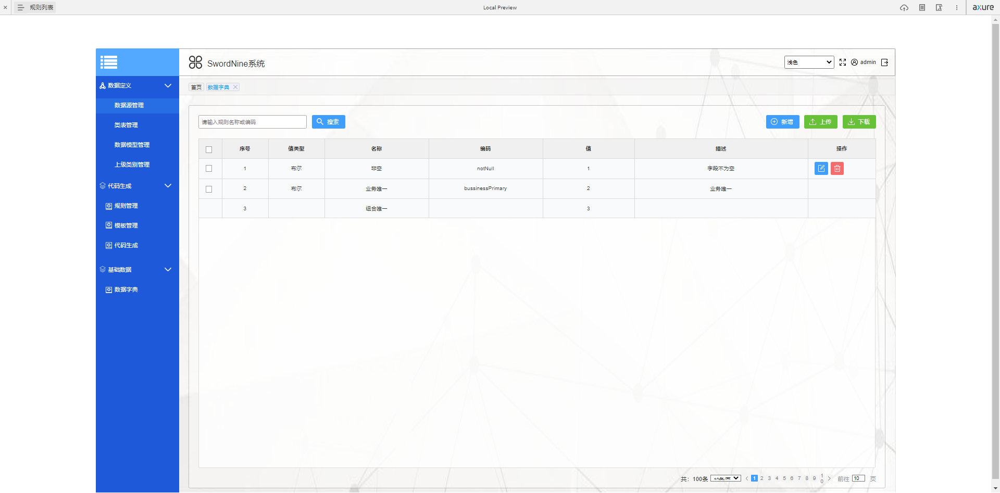 规则列表
Local Preview
axure
SwordNine系统
浅色
admin
首页
数据字典
数据定义
数据源管理
类表管理
数据模型管理
上级类别管理
代码生成
规则管理
模板管理
代码生成
基础数据
数据字典
请输入规则名称或编码
搜索
新增
上传
下载
序号 值类型 名称 编码 值 描述 操作
1 布尔 非空 notNull 1 字段不为空
2 布尔 业务唯一 bussinessPrimary 2 业务唯一
3 组合唯一 3
共：100条 10条/页 1 2 3 4 5 6 7 8 9 10 前往 10 页